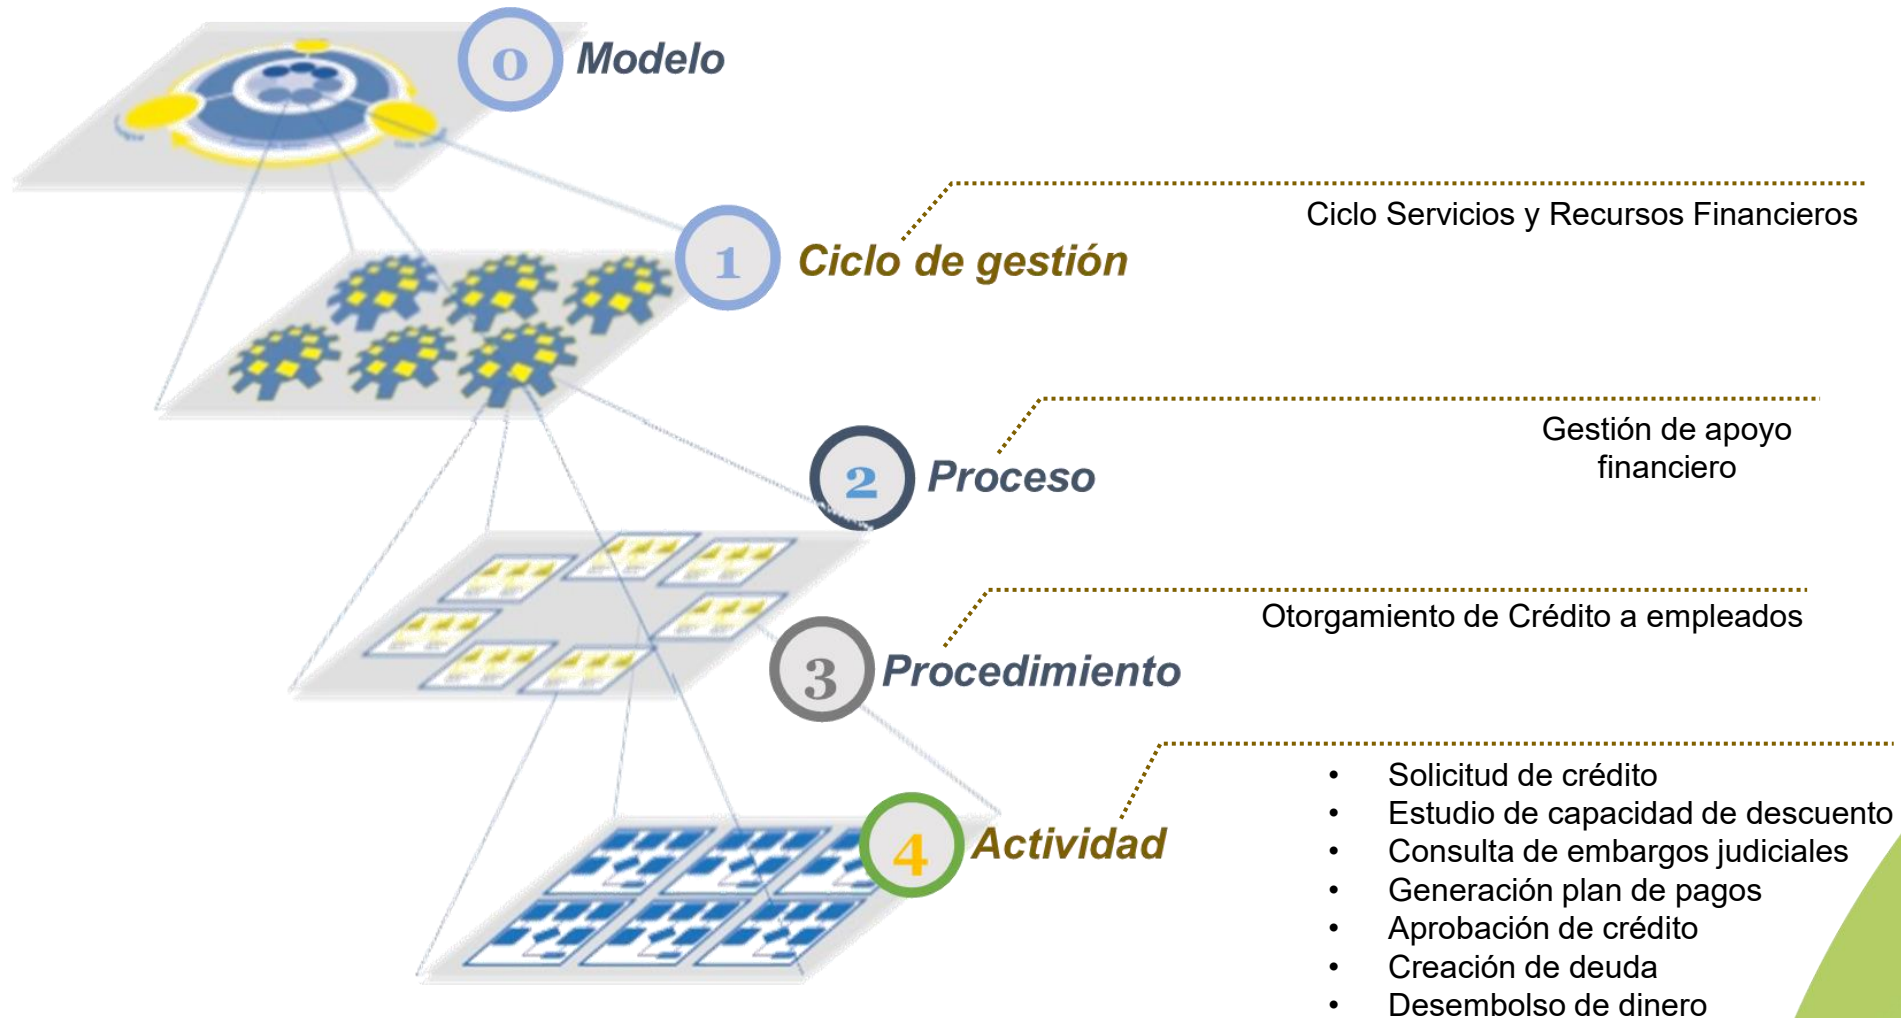 0 Modelo
Ciclo Servicios y Recursos Financieros
1 Ciclo de gestión
Gestión de apoyo
financiero
2 Proceso
Otorgamiento de Crédito a empleados
3 Procedimiento
• Solicitud de crédito
• Estudio de capacidad de descuento
4 Actividad
• Consulta de embargos judiciales
• Generación plan de pagos
• Aprobación de crédito
• Creación de deuda
• Desembolso de dinero